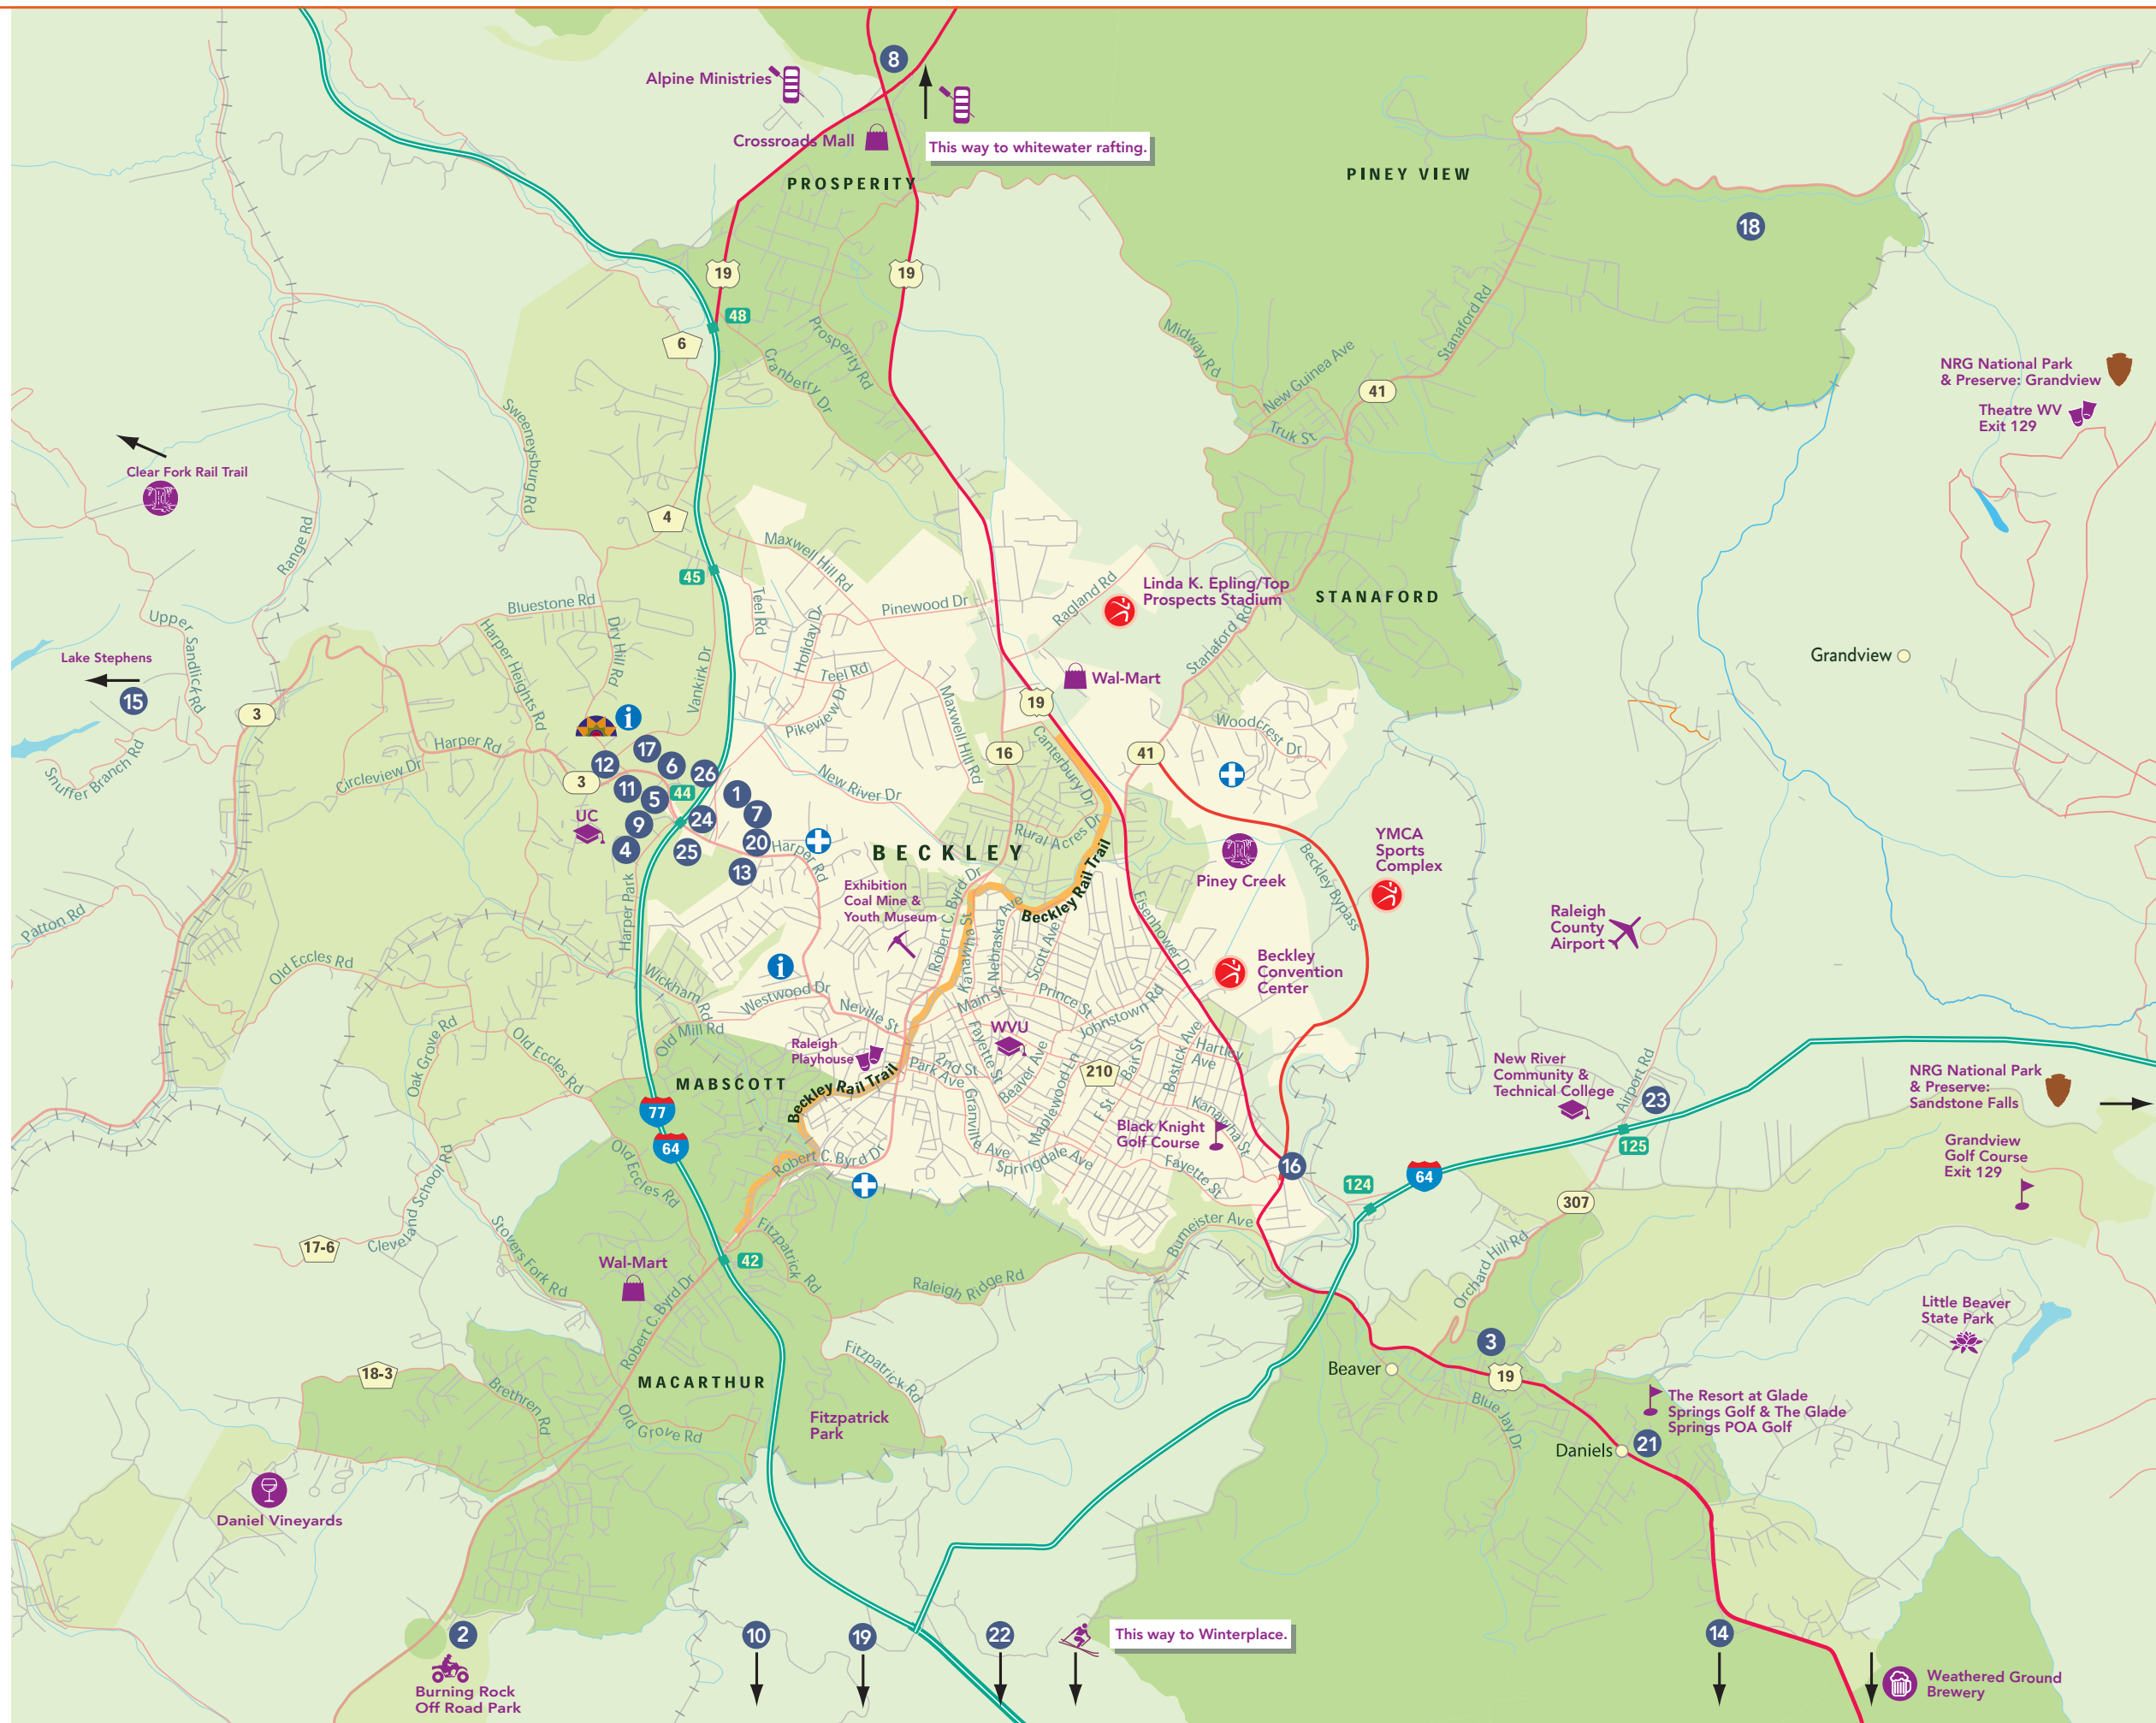 8
Alpine Ministries
Crossroads Mall
This way to whitewater rafting.
PROSPERITY
PINEY VIEW
18
19
19
48
6
Prosperity Rd
Cranberry Dr
Midway Rd
New Guinea Ave
Truk St
Stanaford Rd
41
NRG National Park
& Preserve: Grandview
Theatre WV
Exit 129
Sweeneysburg Rd
Clear Fork Rail Trail
Range Rd
4
45
Maxwell Hill Rd
Teel Rd
Holiday Dr
Pinewood Dr
Ragland Rd
Linda K. Epling/Top
Prospects Stadium
STANAFORD
Stanaford Rd
Bluestone Rd
Dry Hill Rd
Harper Heights Rd
Upper
Sandlick Rd
Lake Stephens
15
3
Vankirk Dr
Teel Rd
Pikeview Dr
Maxwell Hill Rd
Wal-Mart
19
Grandview
Snuffer Branch Rd
Harper Rd
Circleview Dr
3
i
17
12
6
26
11
5
44
1
7
9
24
4
25
20
13
UC
New River Dr
16
Canterbury Dr
41
Woodcrest Dr
Rural Acres Dr
BECKLEY
Harper Rd
Beckley Rail Trail
Piney Creek
Beckley Bypass
YMCA
Sports
Complex
Exhibition
Coal Mine &
Youth Museum
Robert C. Byrd Dr
Kanawha St
Nebraska Ave
Scott Ave
Eisenhower Dr
Raleigh
County
Airport
Patton Rd
Old Eccles Rd
Harper Park
i
Wickham Rd
Westwood Dr
Neville St
Main St
Prince St
Johnstown Rd
Beckley
Convention
Center
Old Mill Rd
Raleigh
Playhouse
WVU
Fayette St
2nd St
Park Ave
Beaver Ave
Maplewood Ln
210
Bair St
Bostick Ave
Hartley
Ave
Oak Grove Rd
Old Eccles Rd
MABSCOTT
Beckley Rail Trail
77
64
Granville Ave
F St
Kanawha St
Black Knight
Golf Course
Springdale Ave
Fayette St
16
New River
Community &
Technical College
Airport Rd
23
125
124
64
307
NRG National Park
& Preserve:
Sandstone Falls
Grandview
Golf Course
Exit 129
Robert C. Byrd Dr
Old Eccles Rd
Cleveland School Rd
17-6
Stovers Fork Rd
Fitzpatrick Rd
42
Burmeister Ave
Raleigh Ridge Rd
Orchard Hill Rd
Wal-Mart
Robert C. Byrd Dr
Little Beaver
State Park
3
19
Beaver
Blue Jay Dr
18-3
Brethren Rd
MACARTHUR
Fitzpatrick Rd
Fitzpatrick
Park
Old Grove Rd
The Resort at Glade
Springs Golf & The Glade
Springs POA Golf
Daniels
21
Daniel Vineyards
2
Burning Rock
Off Road Park
10
19
22
This way to Winterplace.
14
Weathered Ground
Brewery